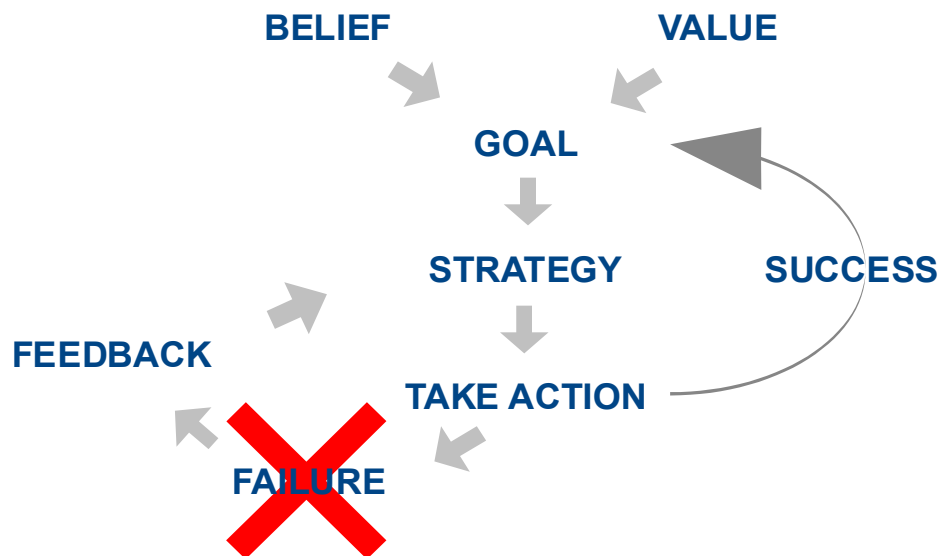 BELIEF
VALUE
GOAL
STRATEGY
SUCCESS
FEEDBACK
TAKE ACTION
FAILURE